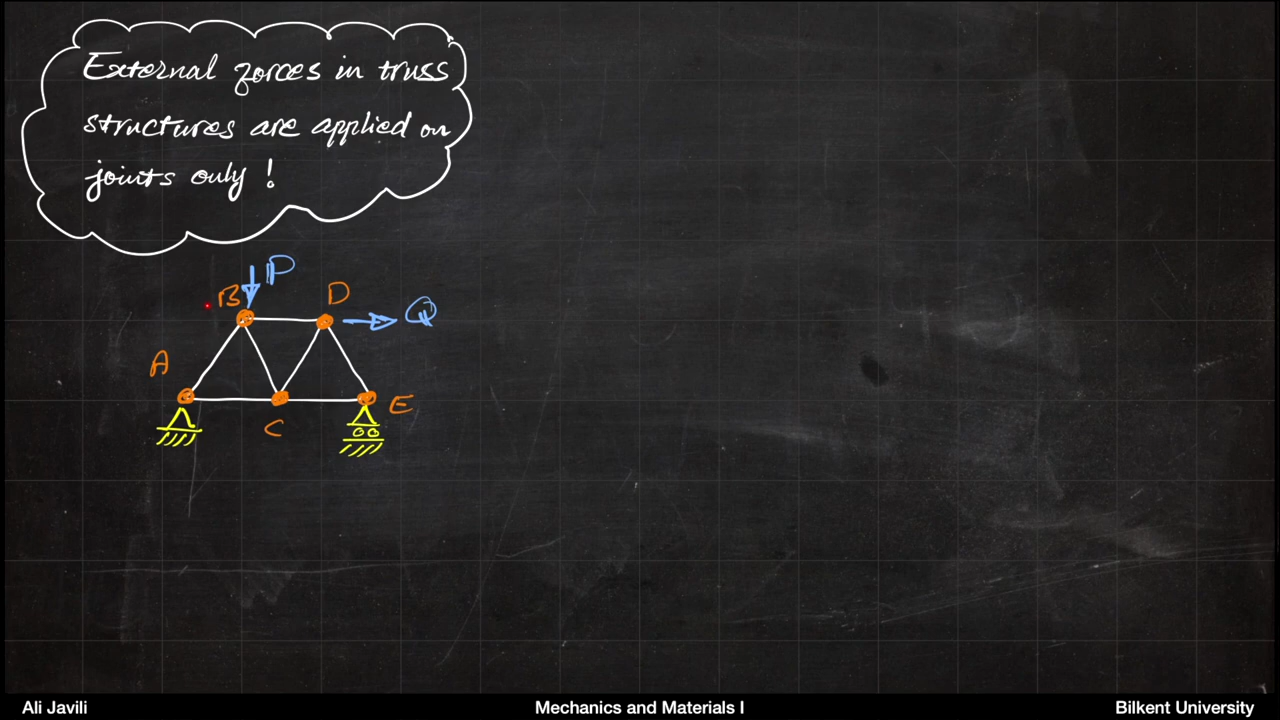 External forces in truss
structures are applied on
joints only !
P
B
D
Q
A
E
C
Ali Javili
Mechanics and Materials I
Bilkent University